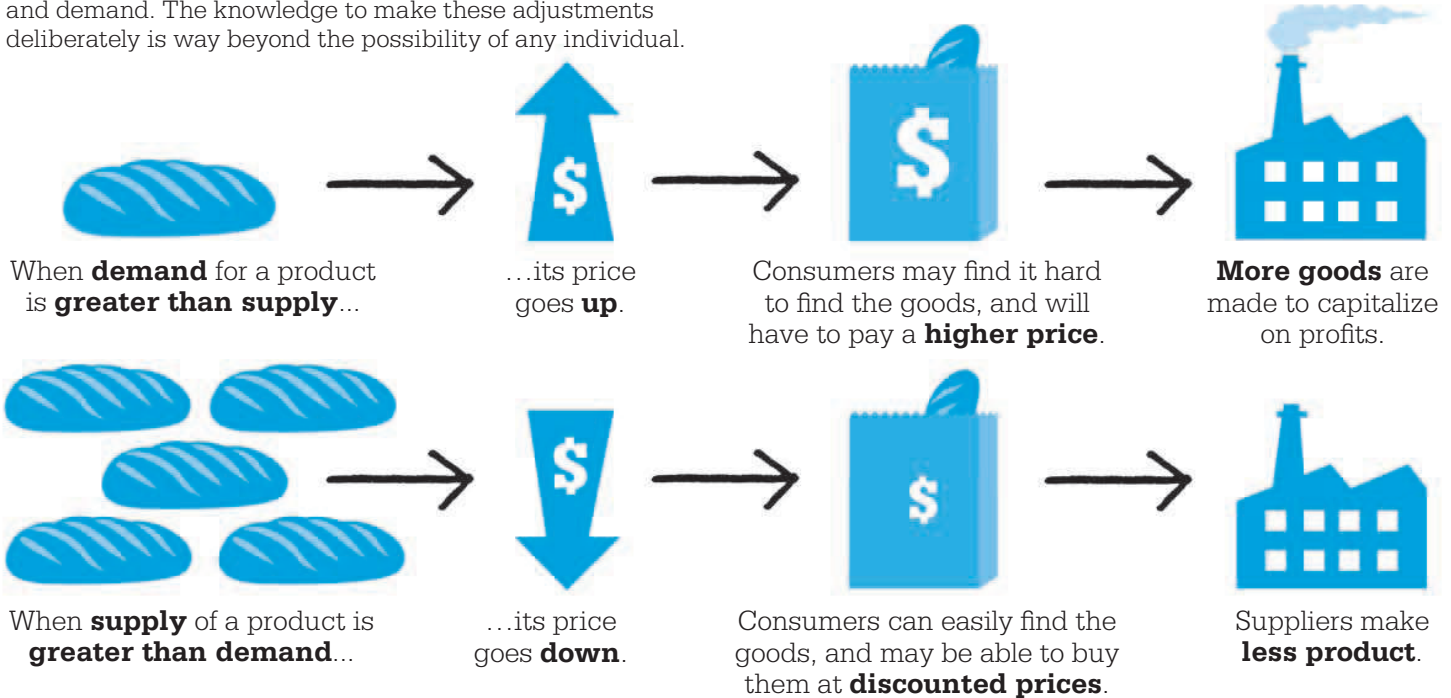 and demand. The knowledge to make these adjustments
deliberately is way beyond the possibility of any individual.
$
$
When demand for a product
is greater than supply...
…its price
goes up.
Consumers may find it hard
to find the goods, and will
have to pay a higher price.
More goods are
made to capitalize
on profits.
$
$
When supply of a product is
greater than demand...
…its price
goes down.
Consumers can easily find the
goods, and may be able to buy
them at discounted prices.
Suppliers make
less product.